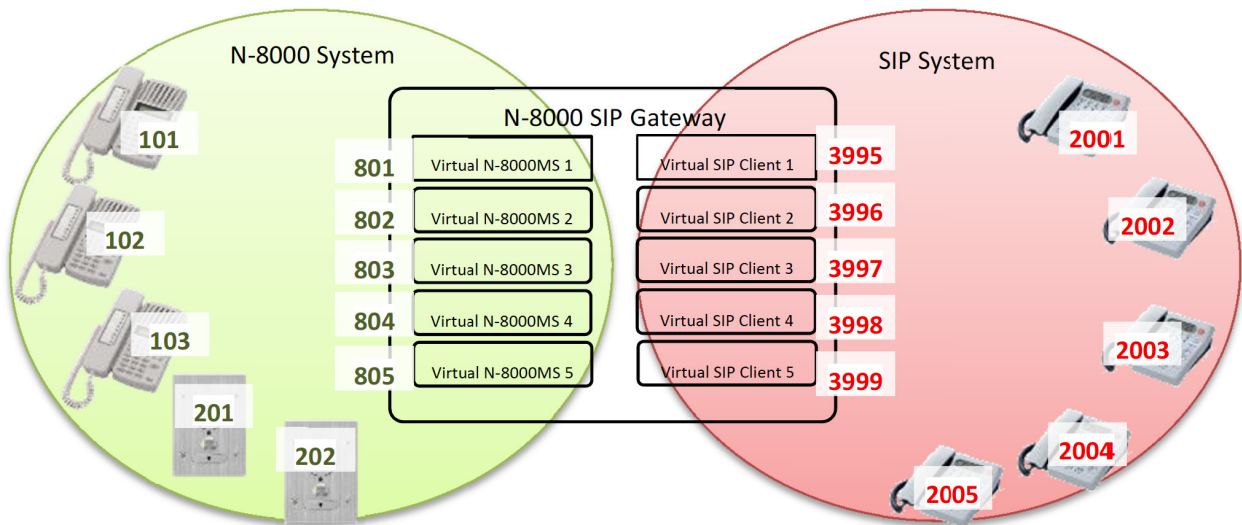 N-8000 System
SIP System
N-8000 SIP Gateway
101
102
103
201
202
801
Virtual N-8000MS 1
802
Virtual N-8000MS 2
803
Virtual N-8000MS 3
804
Virtual N-8000MS 4
805
Virtual N-8000MS 5
Virtual SIP Client 1
3995
Virtual SIP Client 2
3996
Virtual SIP Client 3
3997
Virtual SIP Client 4
3998
Virtual SIP Client 5
3999
2001
2002
2003
2004
2005